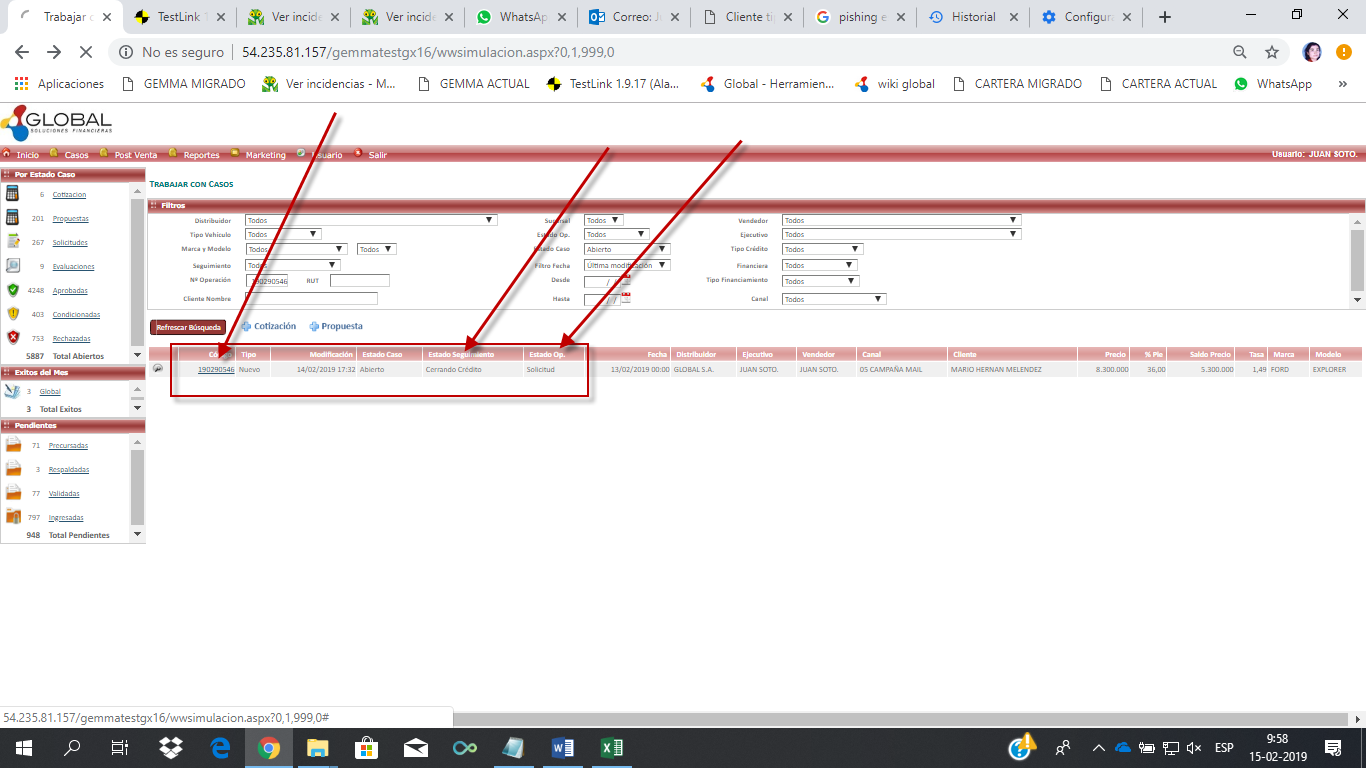 Trabajar c
TestLink 1
Ver incide
Ver incide
WhatsAp
Correo: Ji
Cliente tip
pishing e
Historial
Configura
No es seguro
54.235.81.157/gemmatestgx16/wwsimulacion.aspx?0,1,999,0
Aplicaciones
GEMMA MIGRADO
Ver incidencias - M...
GEMMA ACTUAL
TestLink 1.9.17 (Ala...
Global - Herramien...
wiki global
CARTERA MIGRADO
CARTERA ACTUAL
WhatsApp
»
GLOBAL
SOLUCIONES FINANCIERAS
Inicio
Casos
Post Venta
Reportes
Marketing
Usuario
Salir
Usuario: JUAN SOTO.
Por Estado Caso
6 Cotizacion
201 Propuestas
267 Solicitudes
9 Evaluaciones
4248 Aprobadas
403 Condicionadas
753 Rechazadas
5887 Total Abiertos
Exitos del Mes
3 Global
3 Total Exitos
Pendientes
71 Precursadas
3 Respaldadas
77 Validadas
797 Ingresadas
948 Total Pendientes
TRABAJAR CON CASOS
Filtros
Distribuidor Todos Sucursal Todos Vendedor Todos
Tipo Vehículo Todos Estado Op. Todos Ejecutivo Todos
Marca y Modelo Todos Todos Estado Caso Abierto Tipo Crédito Todos
Seguimiento Todos Filtro Fecha Última modificación Financiera Todos
Nº Operación 190290546 RUT Desde / / Tipo Financiamiento Todos
Cliente Nombre Hasta / / Canal Todos
Refrescar Búsqueda Cotización Propuesta
Código Tipo Modificación Estado Caso Estado Seguimiento Estado Op. Fecha Distribuidor Ejecutivo Vendedor Canal Cliente Precio % Pie Saldo Precio Tasa Marca Modelo
190290546 Nuevo 14/02/2019 17:32 Abierto Cerrando Crédito Solicitud 13/02/2019 00:00 GLOBAL S.A. JUAN SOTO. JUAN SOTO. 05 CAMPAÑA MAIL MARIO HERNAN MELENDEZ 8.300.000 36,00 5.300.000 1,49 FORD EXPLORER
54.235.81.157/gemmatestgx16/wwsimulacion.aspx?0,1,999,0#
ESP
9:58
15-02-2019